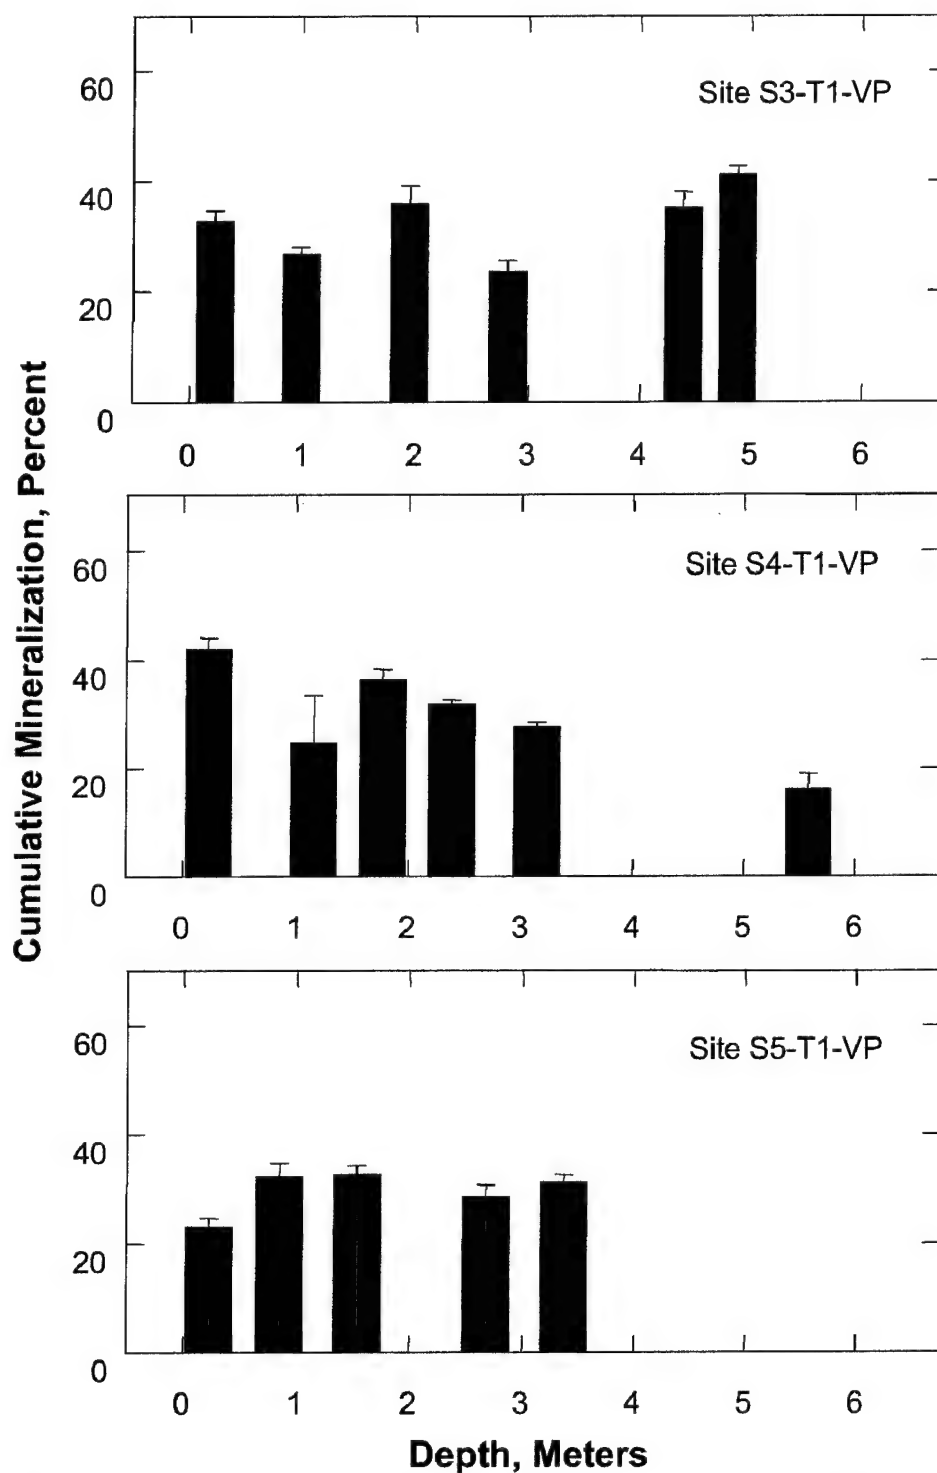 Cumulative Mineralization, Percent
Site S3-T1-VP
60
40
20
0
0 1 2 3 4 5 6
Site S4-T1-VP
60
40
20
0
0 1 2 3 4 5 6
Site S5-T1-VP
60
40
20
0
0 1 2 3 4 5 6
Depth, Meters